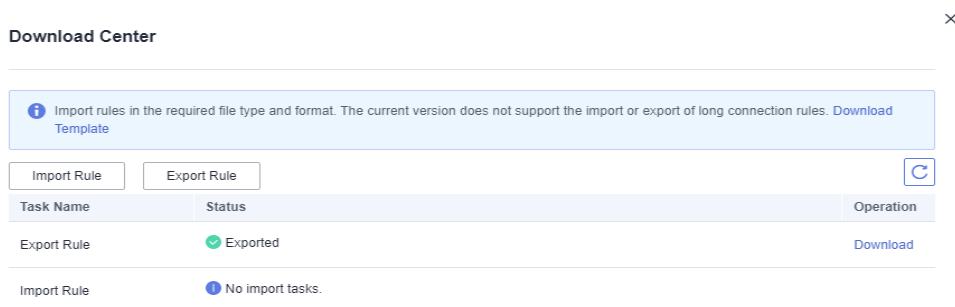 Download Center
Import rules in the required file type and format. The current version does not support the import or export of long connection rules. Download
Template
Import Rule Export Rule
Task Name Status Operation
Export Rule Exported Download
Import Rule No import tasks.